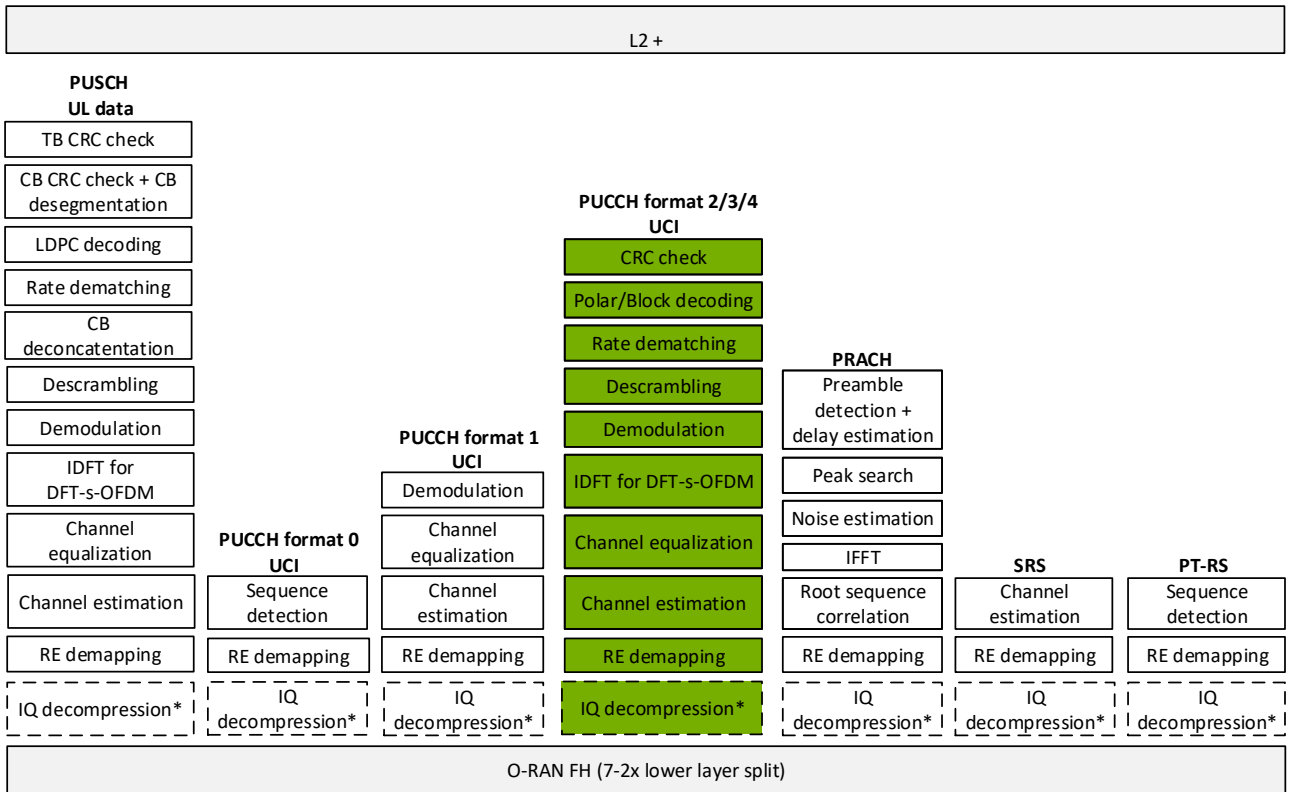 L2 +
PUSCH
UL data
TB CRC check
CB CRC check + CB
desegmentation
LDPC decoding
Rate dematching
CB
deconcatentation
Descrambling
Demodulation
IDFT for
DFT-s-OFDM
Channel
equalization
Channel estimation
RE demapping
IQ decompression*
PUCCH format 0
UCI
Sequence
detection
RE demapping
IQ
decompression*
PUCCH format 1
UCI
Demodulation
Channel
equalization
Channel
estimation
RE demapping
IQ
decompression*
PUCCH format 2/3/4
UCI
CRC check
Polar/Block decoding
Rate dematching
Descrambling
Demodulation
IDFT for DFT-s-OFDM
Channel equalization
Channel estimation
RE demapping
IQ decompression*
PRACH
Preamble
detection +
delay estimation
Peak search
Noise estimation
IFFT
Root sequence
correlation
RE demapping
IQ
decompression*
SRS
Channel
estimation
RE demapping
IQ
decompression*
PT-RS
Sequence
detection
RE demapping
IQ
decompression*
O-RAN FH (7-2x lower layer split)